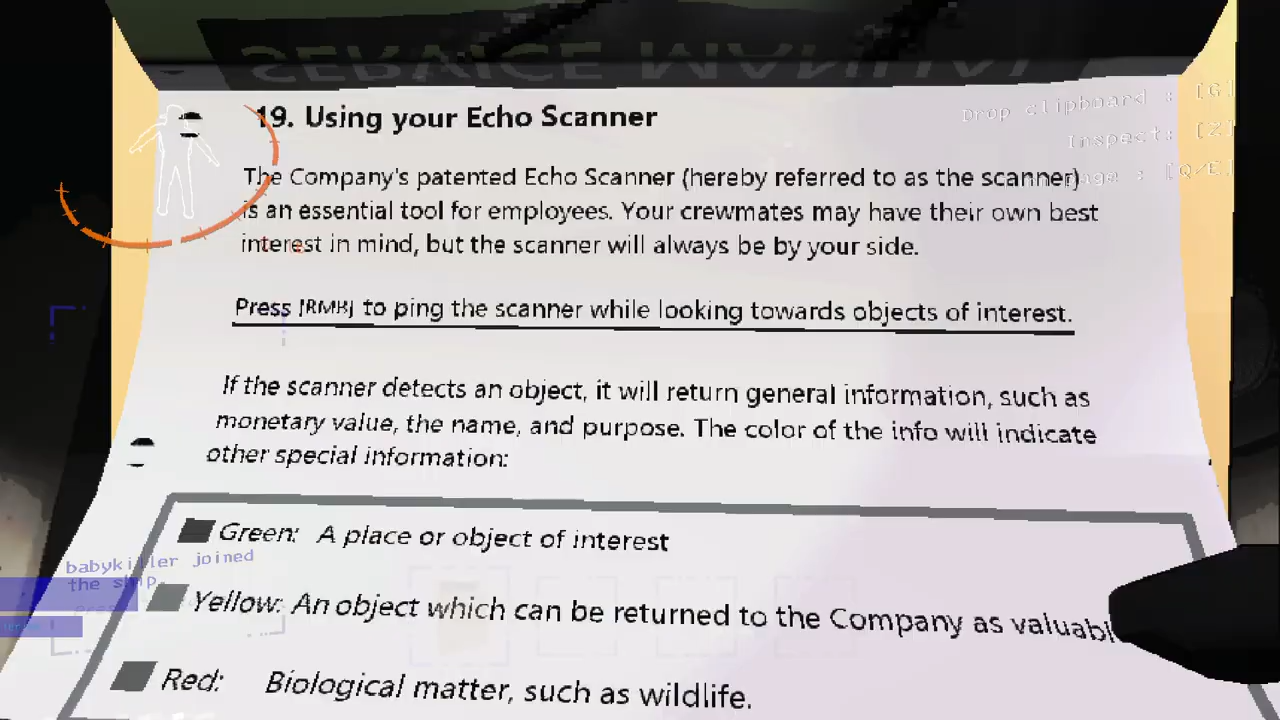 SERVICE MANUAL
Drop clipboard : [G]
Inspect: [Z]
: [Q/E]
19. Using your Echo Scanner
The Company's patented Echo Scanner (hereby referred to as the scanner)
is an essential tool for employees. Your crewmates may have their own best
interest in mind, but the scanner will always be by your side.
Press [RMB] to ping the scanner while looking towards objects of interest.
If the scanner detects an object, it will return general information, such as
monetary value, the name, and purpose. The color of the info will indicate
other special information:
Green: A place or object of interest
Yellow: An object which can be returned to the Company as valuabl
Red: Biological matter, such as wildlife.
babykiller joined
the ship.